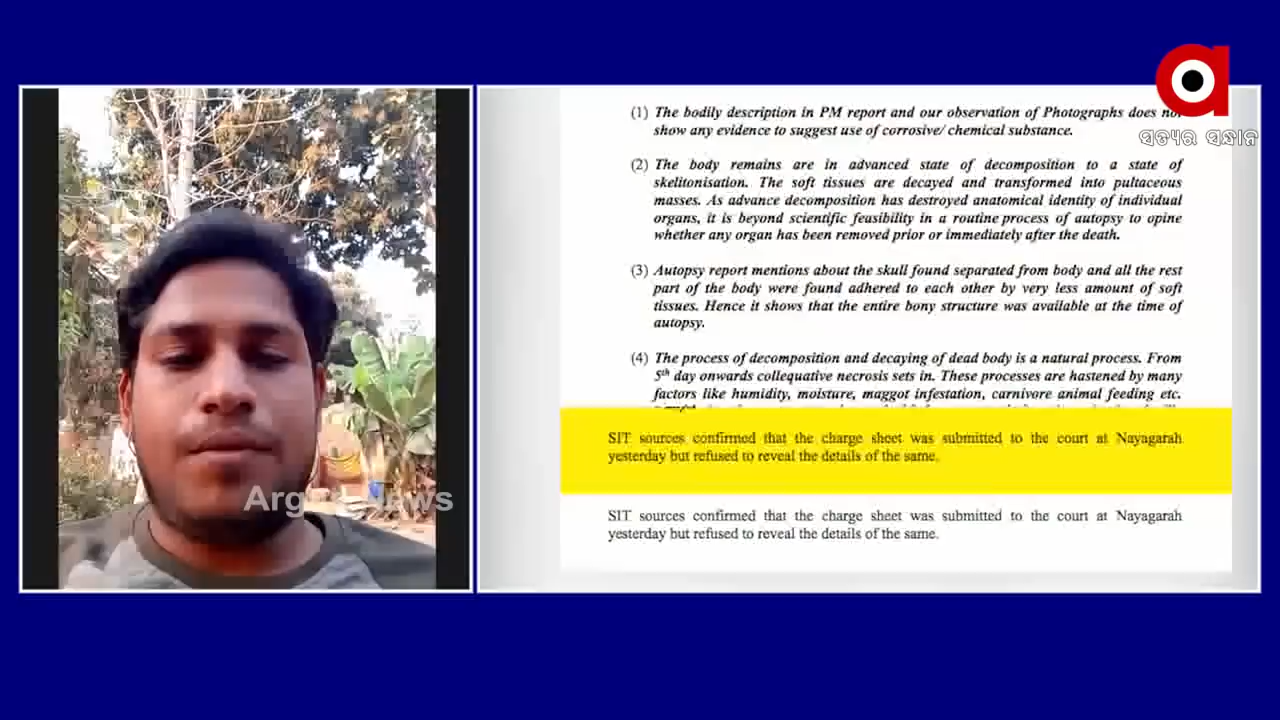 ସତ୍ୟର ସନ୍ଧାନ
(1) The bodily description in PM report and our observation of Photographs does not
show any evidence to suggest use of corrosive/ chemical substance.
(2) The body remains are in advanced state of decomposition to a state of
skelitonisation. The soft tissues are decayed and transformed into pultaceous
masses. As advance decomposition has destroyed anatomical identity of individual
organs, it is beyond scientific feasibility in a routine process of autopsy to opine
whether any organ has been removed prior or immediately after the death.
(3) Autopsy report mentions about the skull found separated from body and all the rest
part of the body were found adhered to each other by very less amount of soft
tissues. Hence it shows that the entire bony structure was available at the time of
autopsy.
(4) The process of decomposition and decaying of dead body is a natural process. From
5th day onwards collequative necrosis sets in. These processes are hastened by many
factors like humidity, moisture, maggot infestation, carnivore animal feeding etc.
SIT sources confirmed that the charge sheet was submitted to the court at Nayagarah
yesterday but refused to reveal the details of the same.
SIT sources confirmed that the charge sheet was submitted to the court at Nayagarah
yesterday but refused to reveal the details of the same.
Argus News